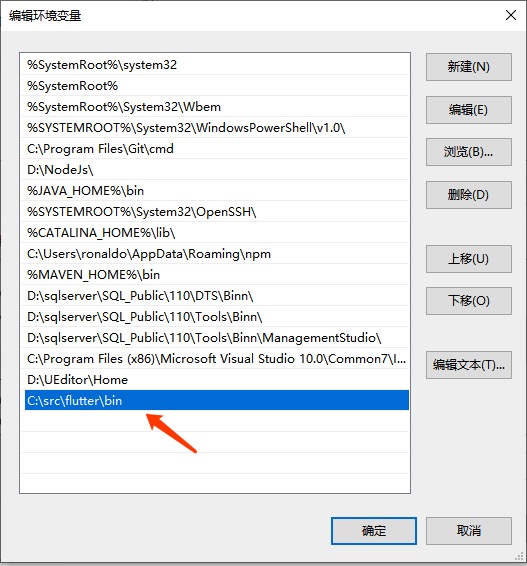 编辑环境变量
%SystemRoot%\system32
%SystemRoot%
%SystemRoot%\System32\Wbem
%SYSTEMROOT%\System32\WindowsPowerShell\v1.0\
C:\Program Files\Git\cmd
D:\NodeJs\
%JAVA_HOME%\bin
%SYSTEMROOT%\System32\OpenSSH\
%CATALINA_HOME%\lib\
C:\Users\ronaldo\AppData\Roaming\npm
%MAVEN_HOME%\bin
D:\sqlserver\SQL_Public\110\DTS\Binn\
D:\sqlserver\SQL_Public\110\Tools\Binn\
D:\sqlserver\SQL_Public\110\Tools\Binn\ManagementStudio\
C:\Program Files (x86)\Microsoft Visual Studio 10.0\Common7\I...
D:\UEditor\Home
C:\src\flutter\bin
新建(N)
编辑(E)
浏览(B)...
删除(D)
上移(U)
下移(O)
编辑文本(T)...
确定
取消